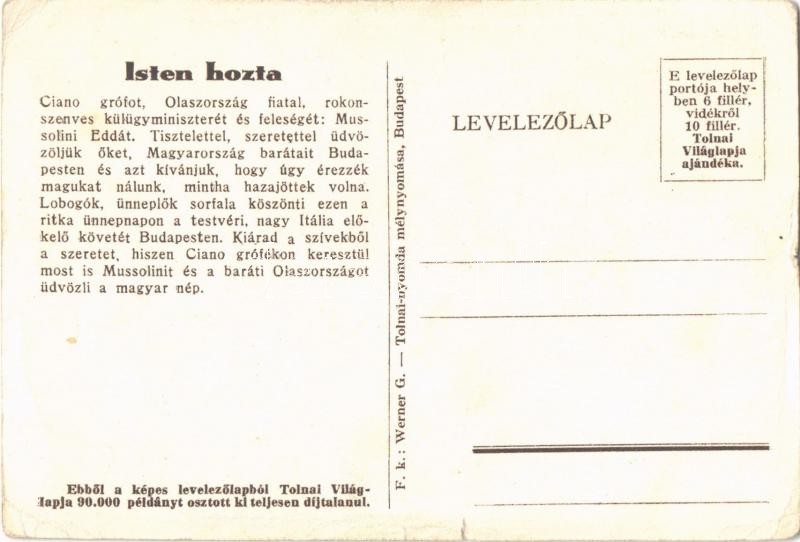 Isten hozta
Ciano grófot, Olaszország fiatal, rokon-
szenves külügyminiszterét és feleségét: Mus-
solini Eddát. Tisztelettel, szeretettel üdvö-
zöljük őket, Magyarország barátait Buda-
pesten és azt kívánjuk, hogy úgy érezzék
magukat nálunk, mintha hazajöttek volna.
Lobogók, ünneplők sorfala köszönti ezen a
ritka ünnepnapon a testvéri, nagy Itália elő-
kelő követét Budapesten. Kiárad a szívekből
a szeretet, hiszen Ciano grófékon keresztül
most is Mussolinit és a baráti Olaszországot
üdvözli a magyar nép.
Ebből a képes levelezőlapból Tolnai Világ-
lapja 90.000 példányt osztott ki teljesen díjtalanul.
F. k.: Werner G. — Tolnai-nyomda mélynyomása, Budapest
LEVELEZŐLAP
E levelezőlap
portója hely-
ben 6 fillér,
vidékről
10 fillér.
Tolnai
Világlapja
ajándéka.